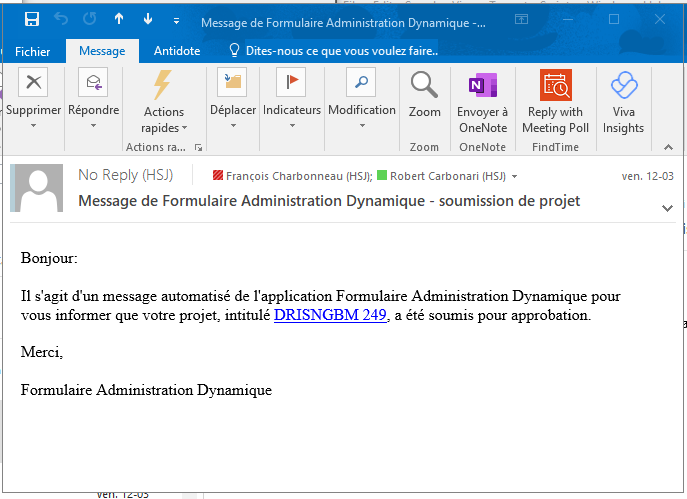 Message de Formulaire Administration Dynamique -...
Fichier Message Antidote Dites-nous ce que vous voulez faire..
Supprimer Répondre Actions rapides Déplacer Indicateurs Modification Zoom Envoyer à OneNote Reply with Meeting Poll Viva Insights
Actions ra... Zoom OneNote FindTime
No Reply (HSJ) François Charbonneau (HSJ); Robert Carbonari (HSJ) ven. 12-03
Message de Formulaire Administration Dynamique - soumission de projet
Bonjour:
Il s'agit d'un message automatisé de l'application Formulaire Administration Dynamique pour
vous informer que votre projet, intitulé DRISNGBM 249, a été soumis pour approbation.
Merci,
Formulaire Administration Dynamique
ven. 12-03